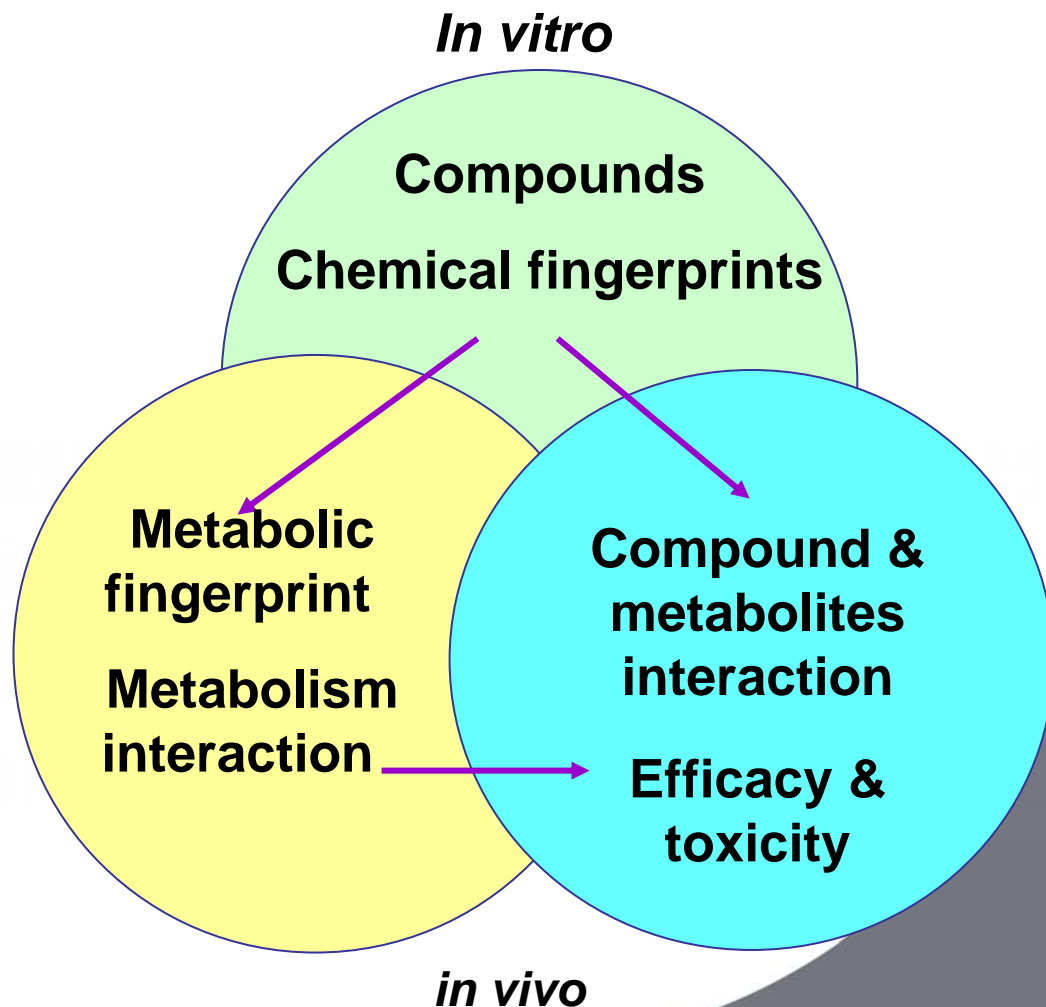 In vitro
Compounds
Chemical fingerprints
Metabolic
fingerprint
Metabolism
interaction
Compound &
metabolites
interaction
Efficacy &
toxicity
in vivo